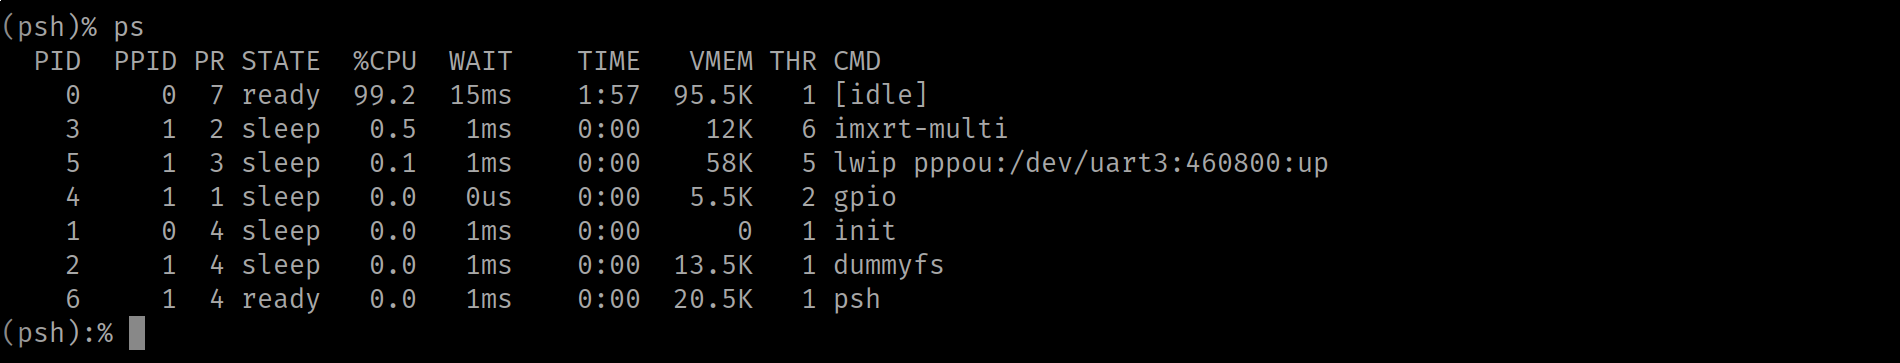 (psh)% ps
  PID  PPID PR STATE  %CPU  WAIT    TIME   VMEM THR CMD
    0     0  7 ready  99.2  15ms    1:57  95.5K   1 [idle]
    3     1  2 sleep   0.5   1ms    0:00    12K   6 imxrt-multi
    5     1  3 sleep   0.1   1ms    0:00    58K   5 lwip pppou:/dev/uart3:460800:up
    4     1  1 sleep   0.0   0us    0:00   5.5K   2 gpio
    1     0  4 sleep   0.0   1ms    0:00      0   1 init
    2     1  4 sleep   0.0   1ms    0:00  13.5K   1 dummyfs
    6     1  4 ready   0.0   1ms    0:00  20.5K   1 psh
(psh):%